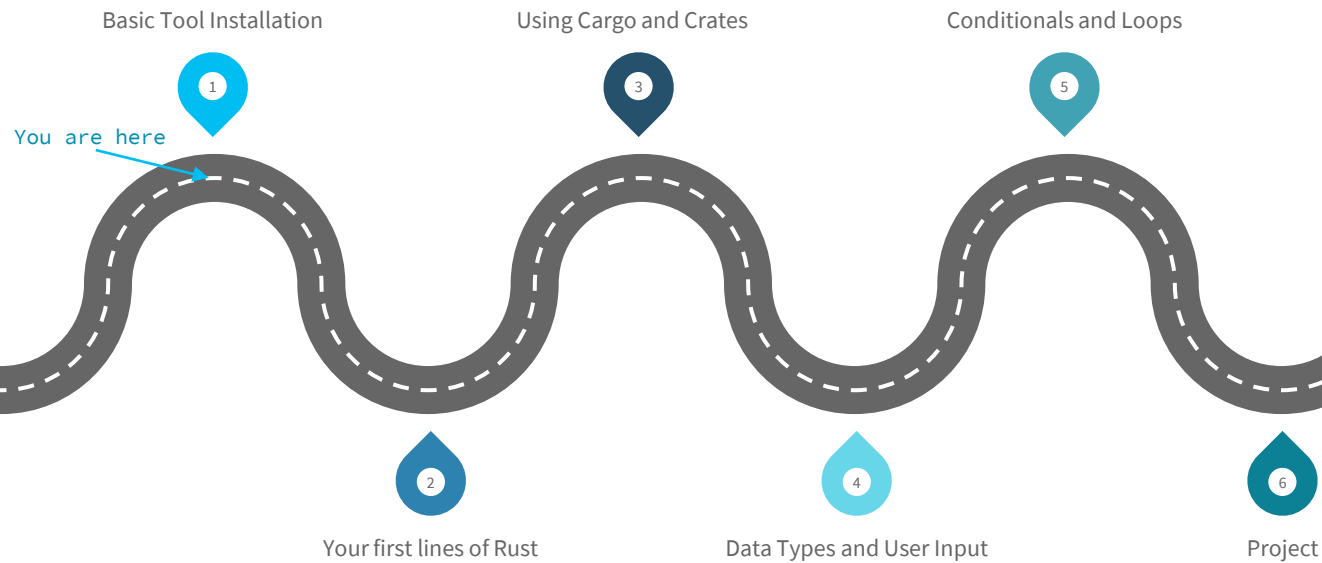 Basic Tool Installation
Using Cargo and Crates
Conditionals and Loops
1
3
5
You are here
2
4
6
Your first lines of Rust
Data Types and User Input
Project